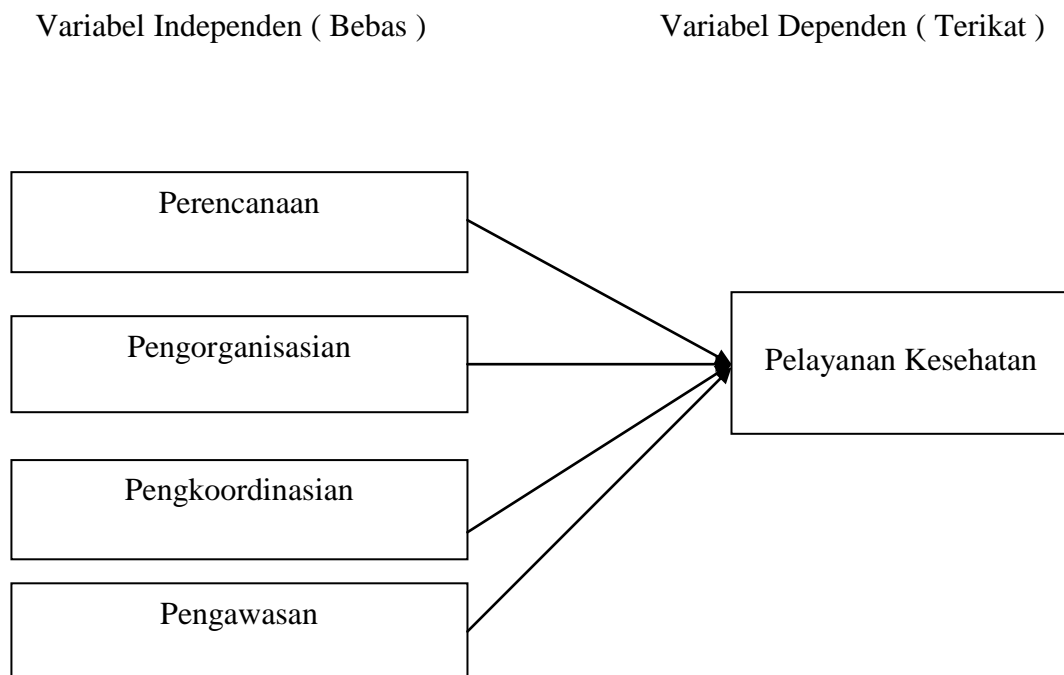 Variabel Independen ( Bebas )
Variabel Dependen ( Terikat )
Perencanaan
Pengorganisasian
Pelayanan Kesehatan
Pengkoordinasian
Pengawasan